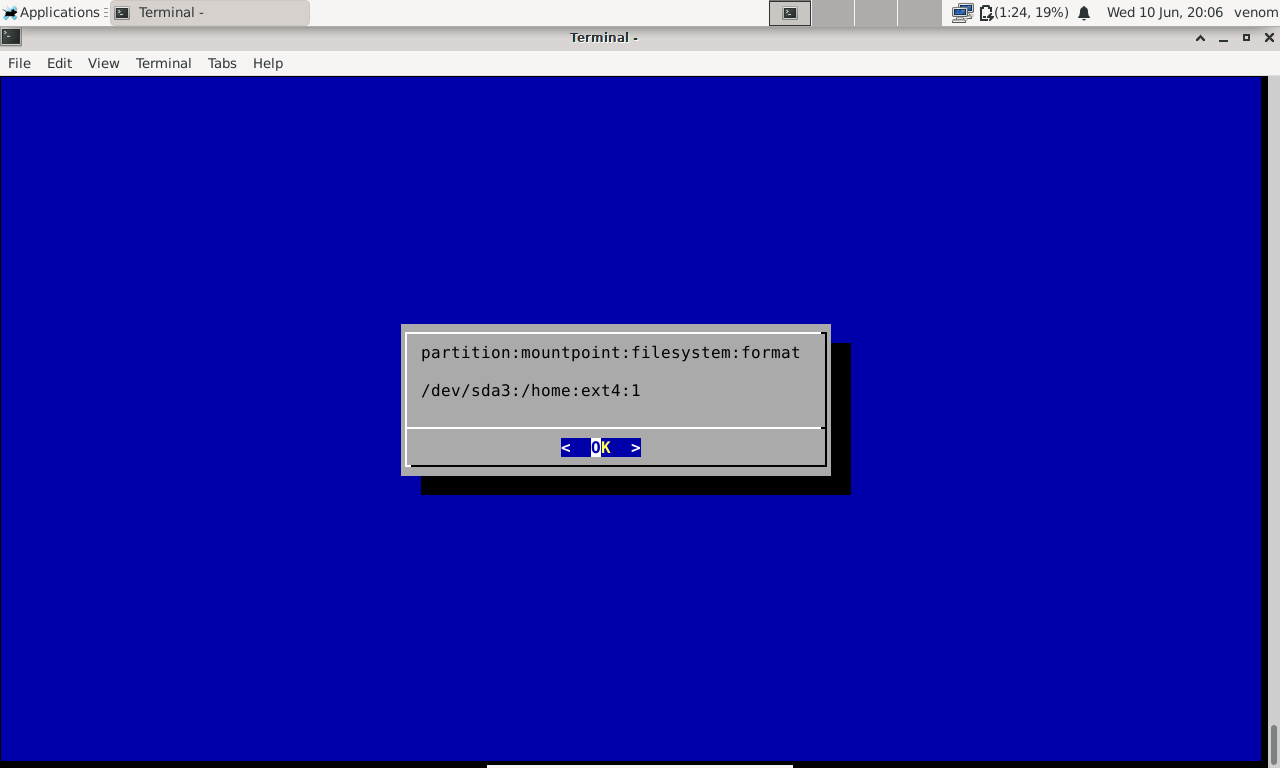 Applications Terminal - (1:24, 19%) Wed 10 Jun, 20:06 venom
Terminal -
File Edit View Terminal Tabs Help
partition:mountpoint:filesystem:format
/dev/sda3:/home:ext4:1
< OK >